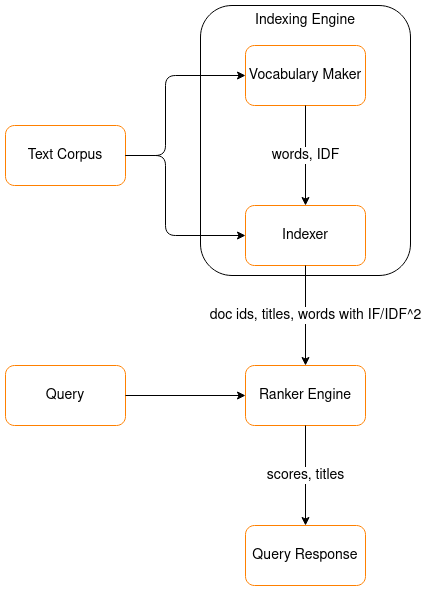 Indexing Engine
Vocabulary Maker
Text Corpus
words, IDF
Indexer
doc ids, titles, words with IF/IDF^2
Query
Ranker Engine
scores, titles
Query Response